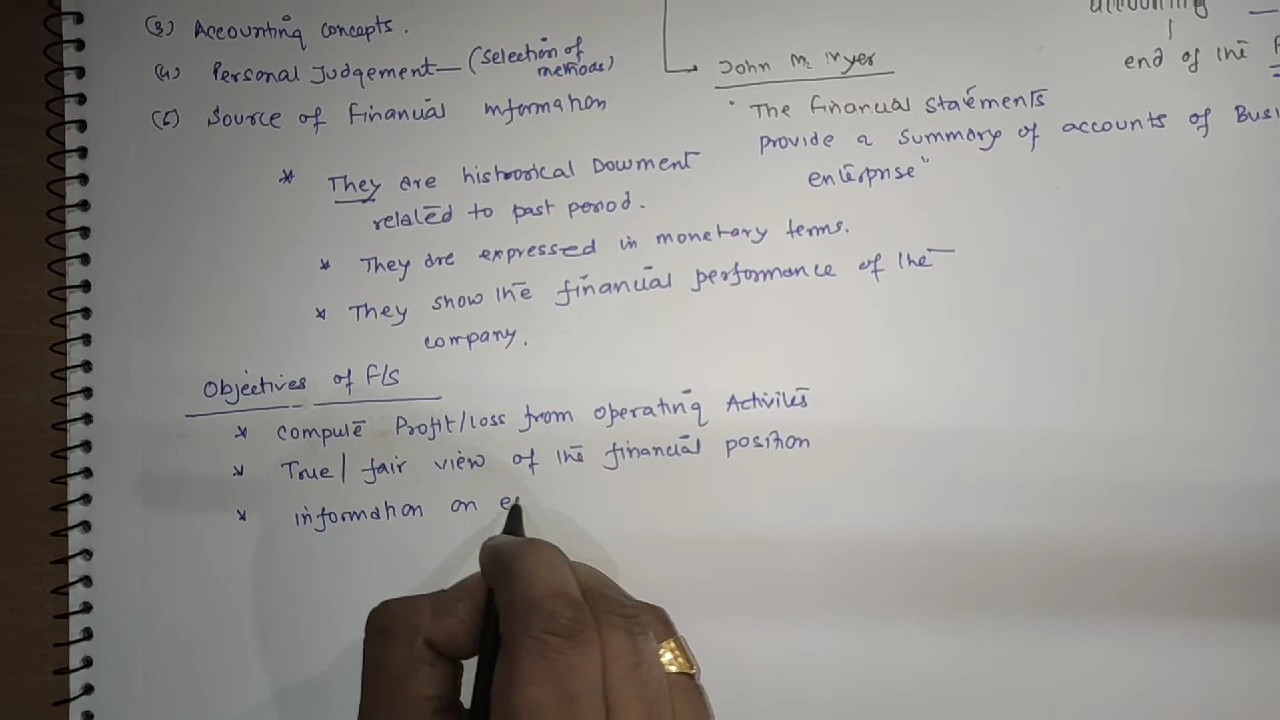 (3) Accounting concepts.
(4) Personal Judgement — (selection of methods)
(5) Source of Financial information
* They are historical Document
related to past period.
* They are expressed in monetary terms.
* They show the financial performance of the
company.
Objectives of F/S
* compute Profit/loss from operating Activities
* True/fair view of the financial position
* information on
accounting —
end of the
John M. Myer
" The financial statements
provide a summary of accounts of Busi
enterprise"